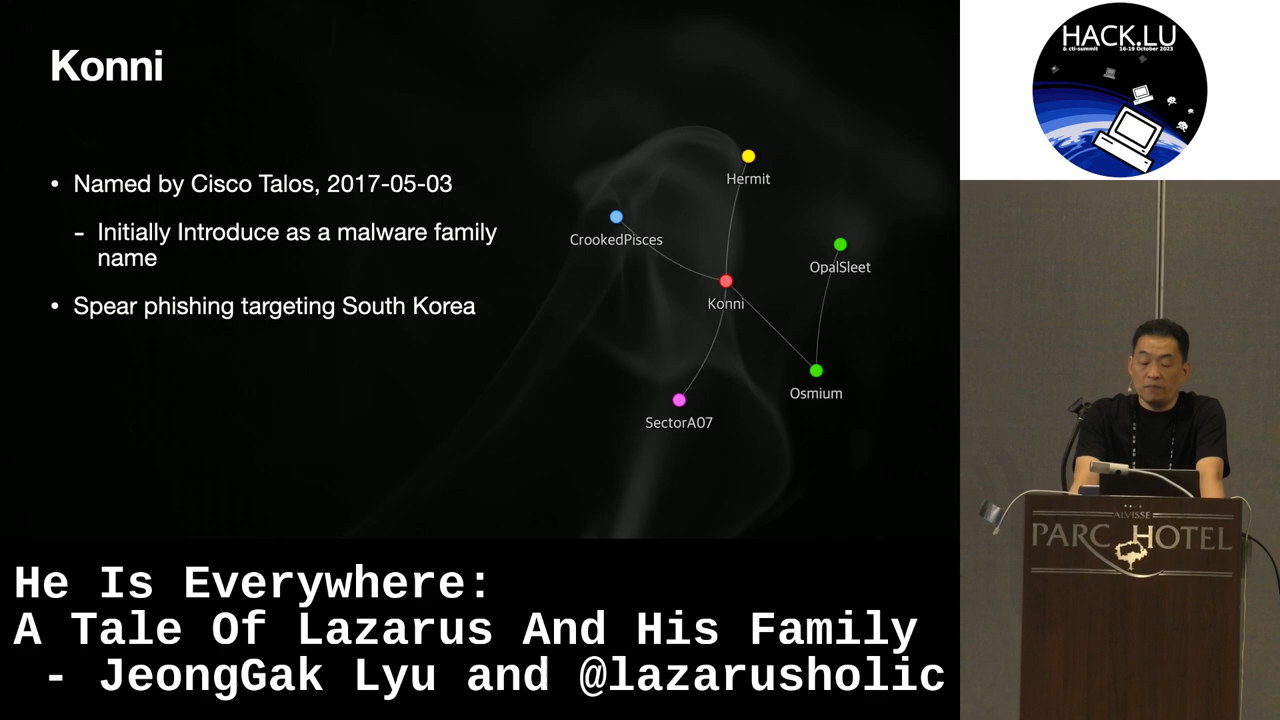 Konni
• Named by Cisco Talos, 2017-05-03
– Initially Introduce as a malware family
name
• Spear phishing targeting South Korea
Hermit
CrookedPisces
OpalSleet
Konni
Osmium
SectorA07
HACK.LU
& cti-summit 16-19 October 2023
ALVISSE
PARC HOTEL
He Is Everywhere:
A Tale Of Lazarus And His Family
- JeongGak Lyu and @lazarusholic